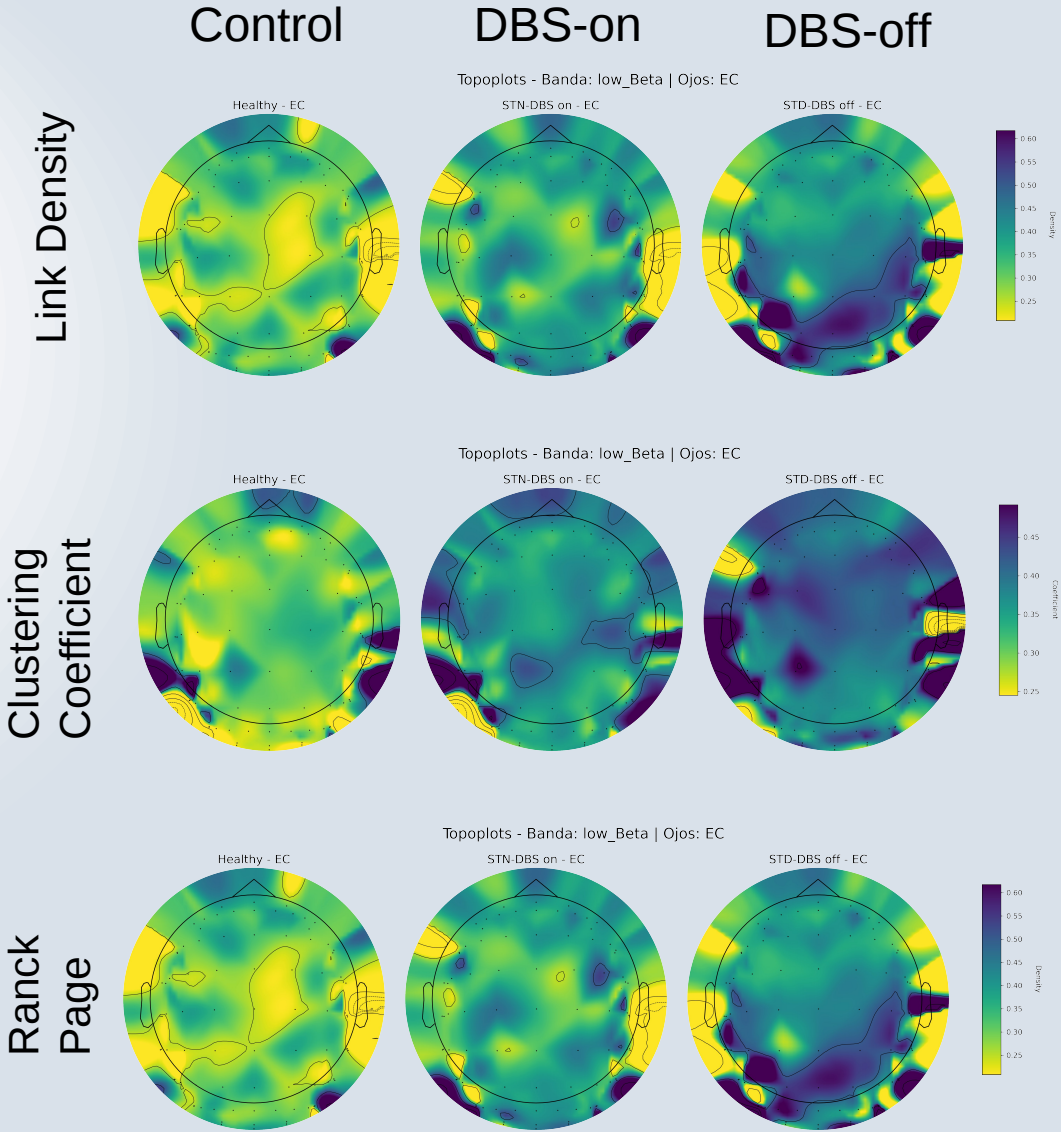 Control DBS-on DBS-off
Link Density
Topoplots - Banda: low_Beta | Ojos: EC
Healthy - EC STN-DBS on - EC STD-DBS off - EC
0.60
0.55
0.50
0.45
0.40
0.35
0.30
0.25
Density
Clustering
Coefficient
Topoplots - Banda: low_Beta | Ojos: EC
Healthy - EC STN-DBS on - EC STD-DBS off - EC
0.45
0.40
0.35
0.30
0.25
Coefficient
Ranck
Page
Topoplots - Banda: low_Beta | Ojos: EC
Healthy - EC STN-DBS on - EC STD-DBS off - EC
0.60
0.55
0.50
0.45
0.40
0.35
0.30
0.25
Density